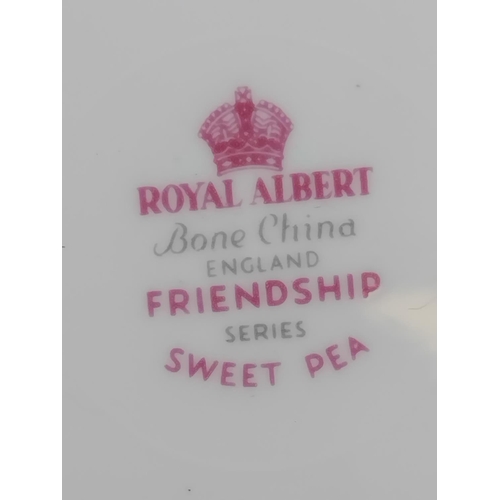 ROYAL ALBERT
Bone China
ENGLAND
FRIENDSHIP
SERIES
SWEET PEA